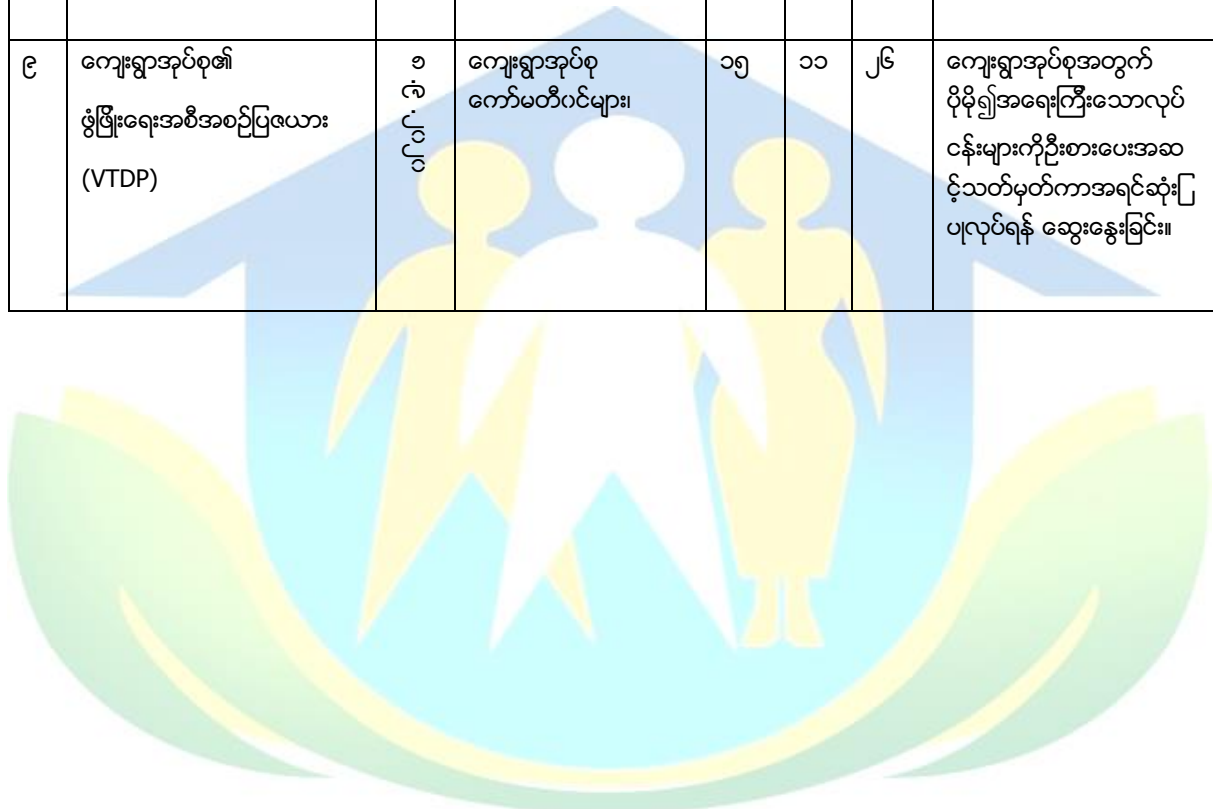 ၉
ကျေးရွာအုပ်စု၏
ဖွံ့ဖြိုးရေးအစီအစဉ်ပြဇယား
(VTDP)
ကျေးရွာအုပ်စု
ကော်မတီဝင်များ၊
၁၅
၁၁
၂၆
ကျေးရွာအုပ်စုအတွက်
ပိုမို၍အရေးကြီးသောလုပ်
ငန်းများကိုဦးစားပေးအဆ
င့်သတ်မှတ်ကာအရင်ဆုံးပြ
ုလုပ်ရန် ဆွေးနွေးခြင်း။